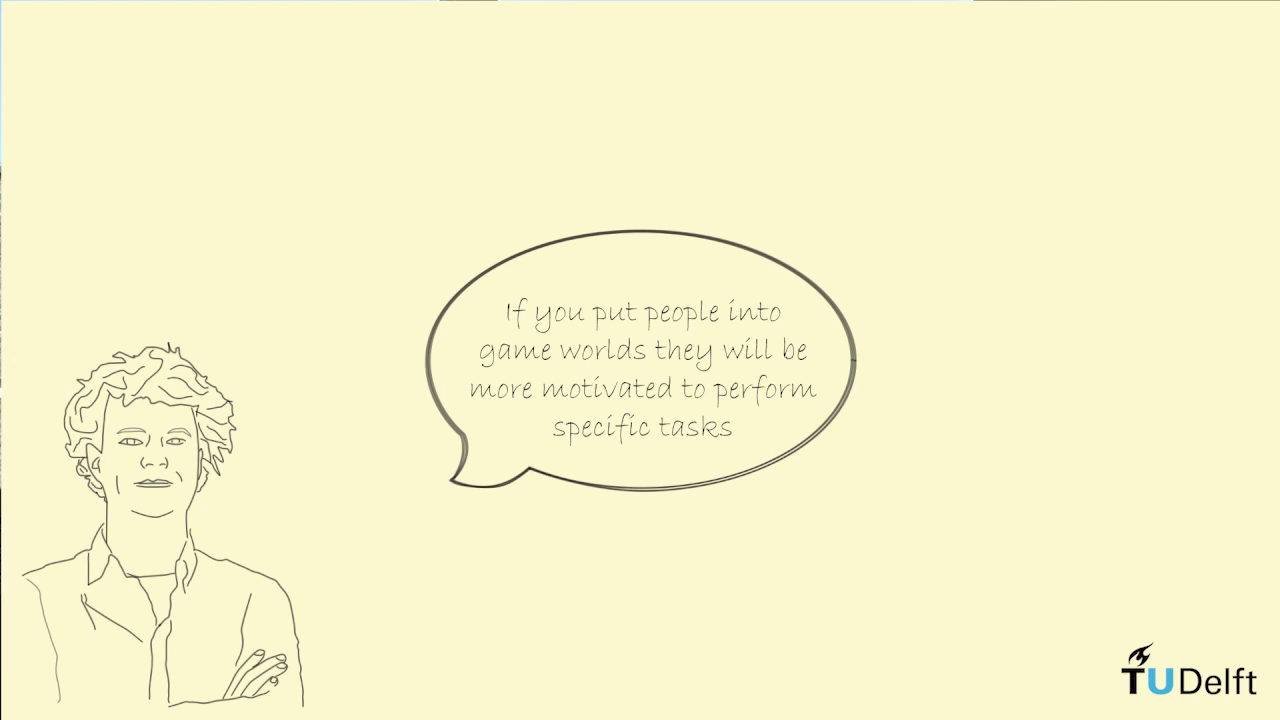 If you put people into
game worlds they will be
more motivated to perform
specific tasks
TUDelft